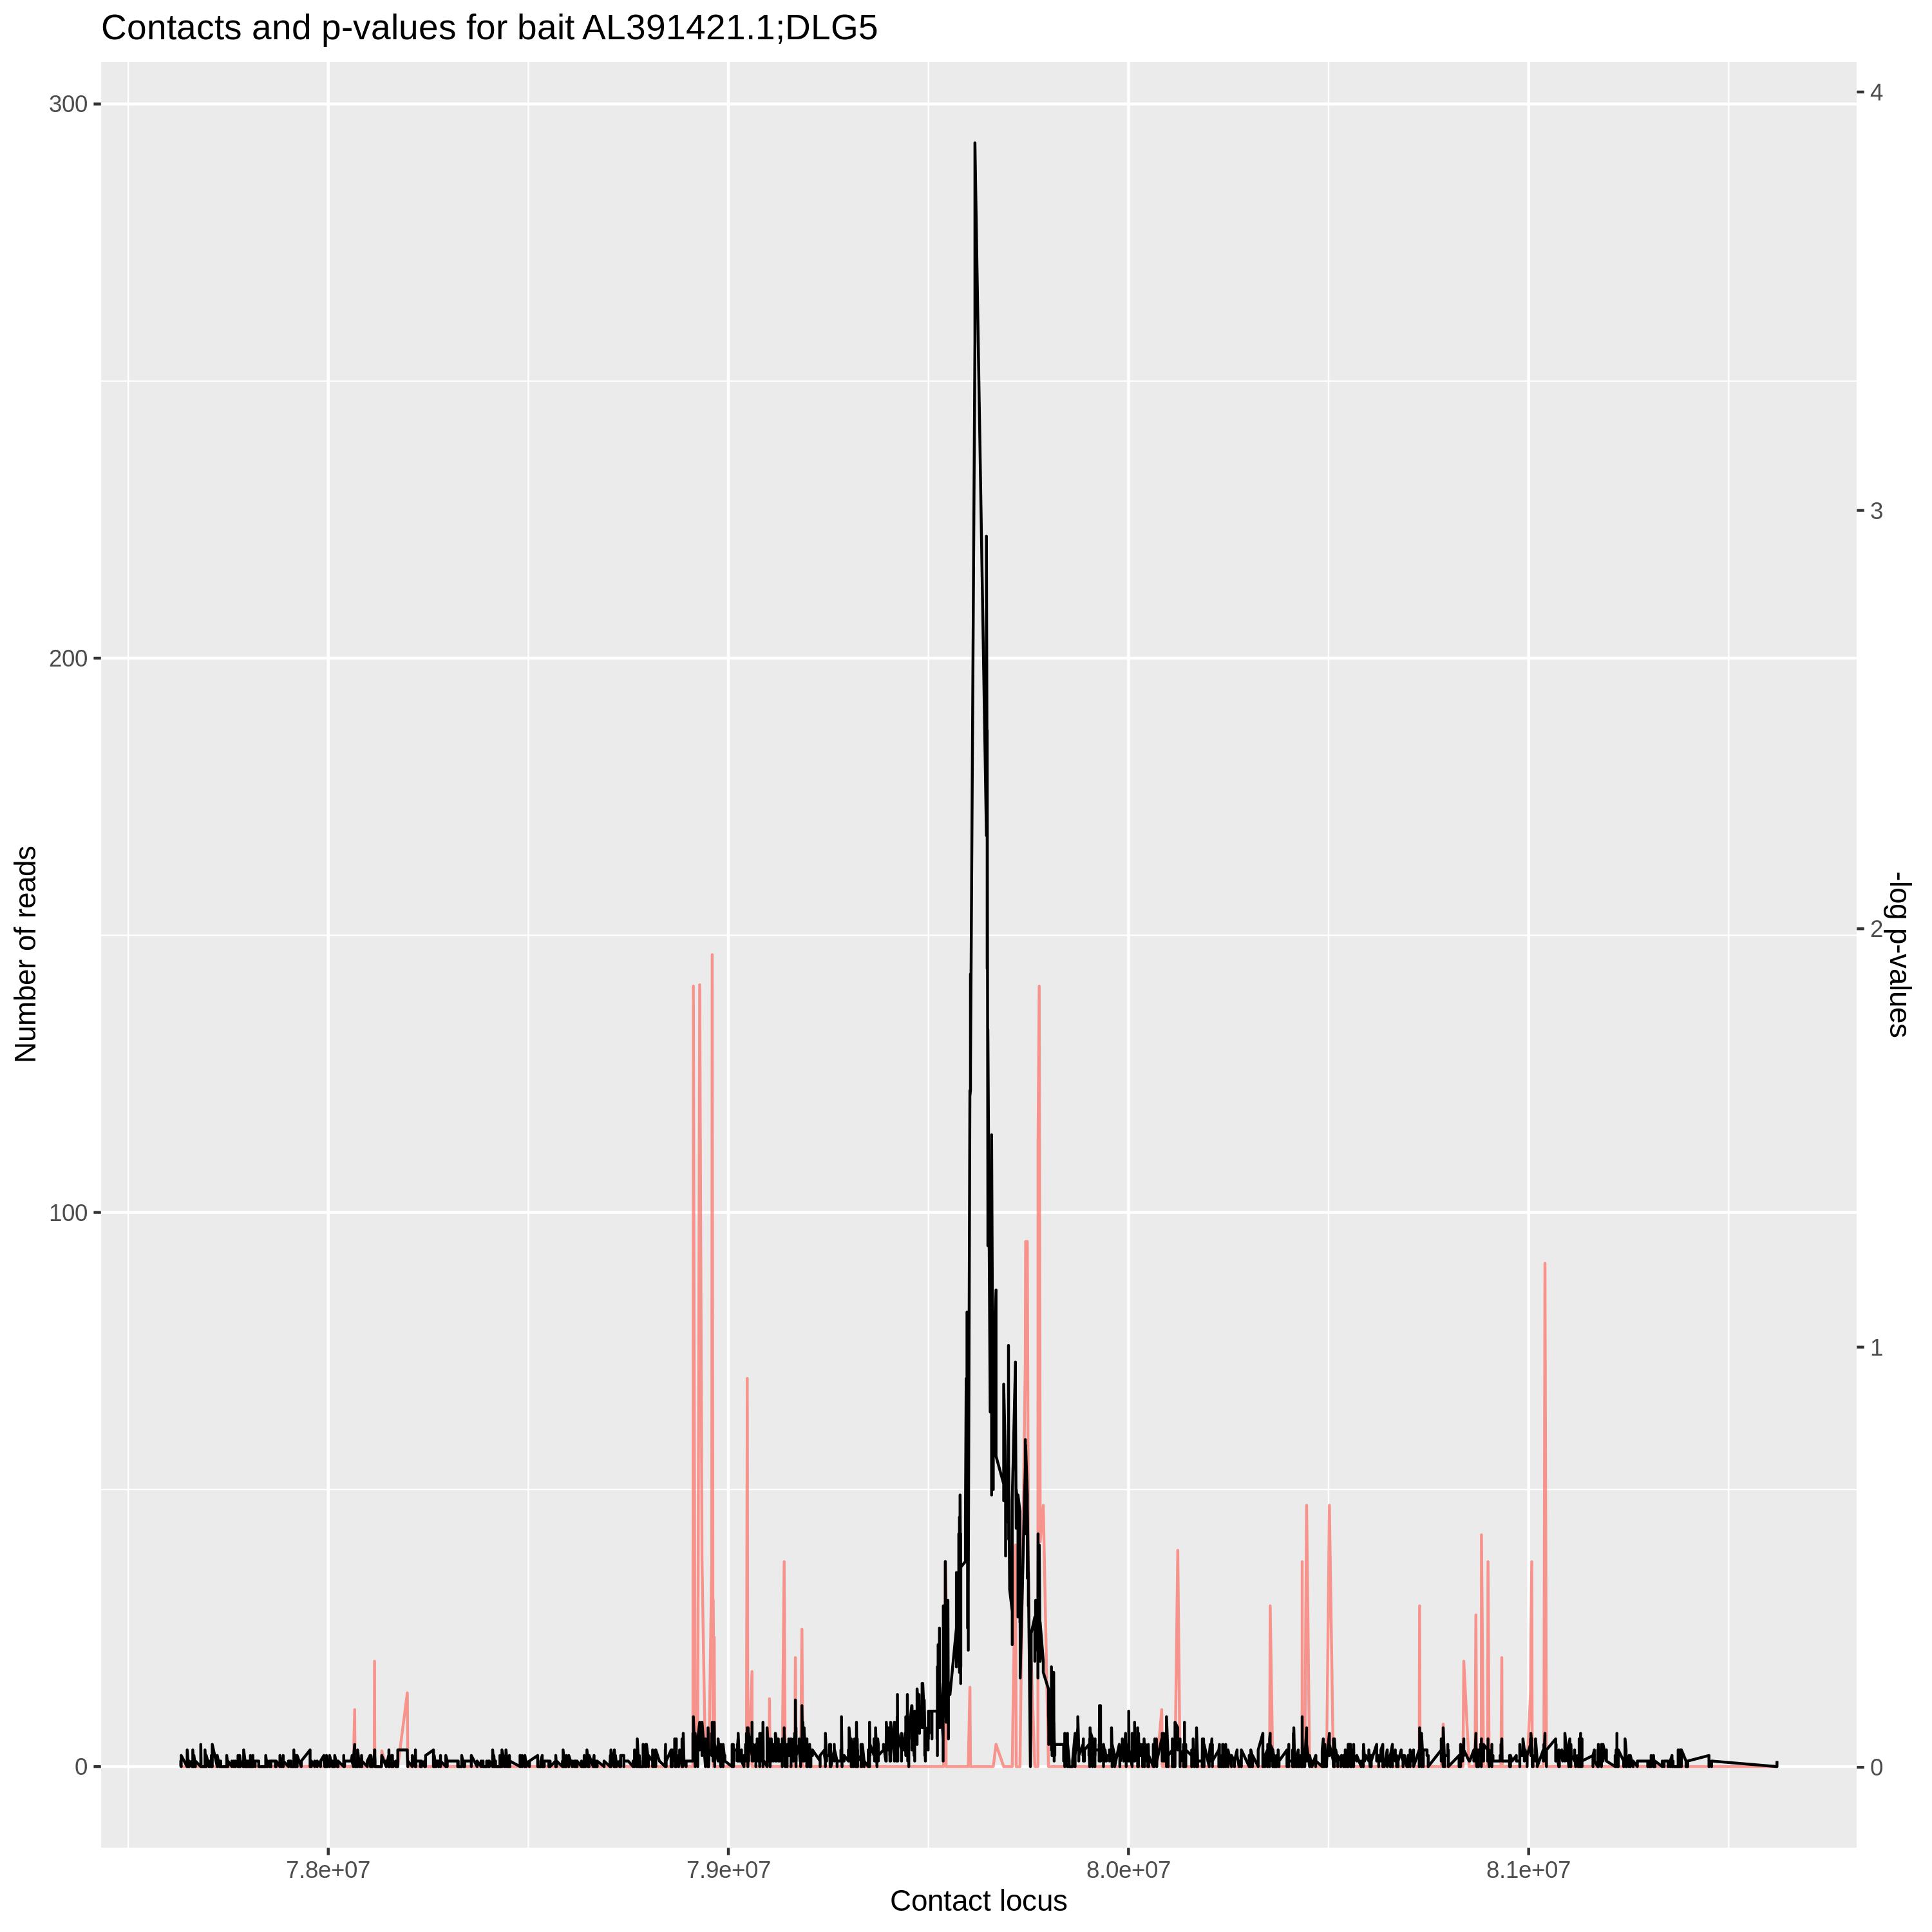 Contacts and p-values for bait AL391421.1;DLG5
300
200
100
0
Number of reads
4
3
2
1
0
-log p-values
7.8e+07
7.9e+07
8.0e+07
8.1e+07
Contact locus